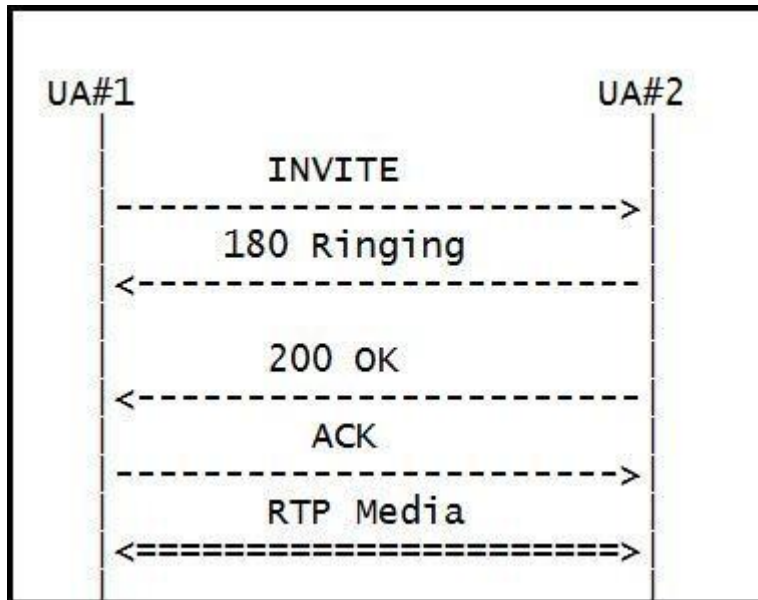 UA#1 UA#2
INVITE
-------------------------->
180 Ringing
<--------------------------
200 OK
<--------------------------
ACK
-------------------------->
RTP Media
<=========================>